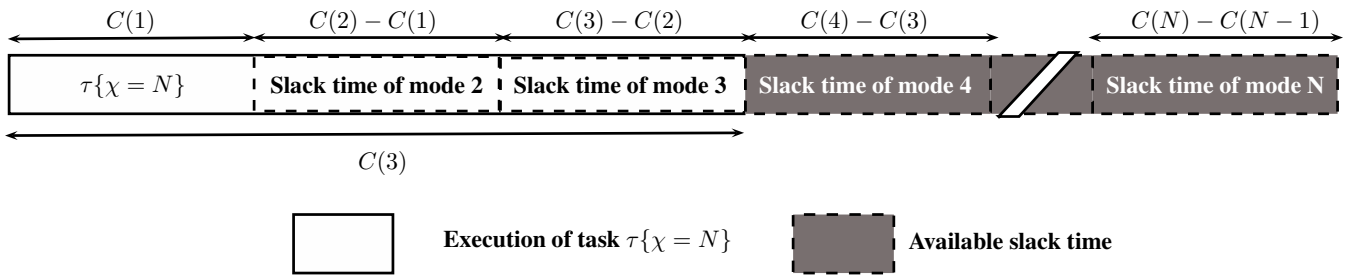 C(1) C(2) − C(1) C(3) − C(2) C(4) − C(3) C(N) − C(N − 1)
τ{χ = N} Slack time of mode 2 Slack time of mode 3 Slack time of mode 4 Slack time of mode N
C(3)
Execution of task τ{χ = N} Available slack time